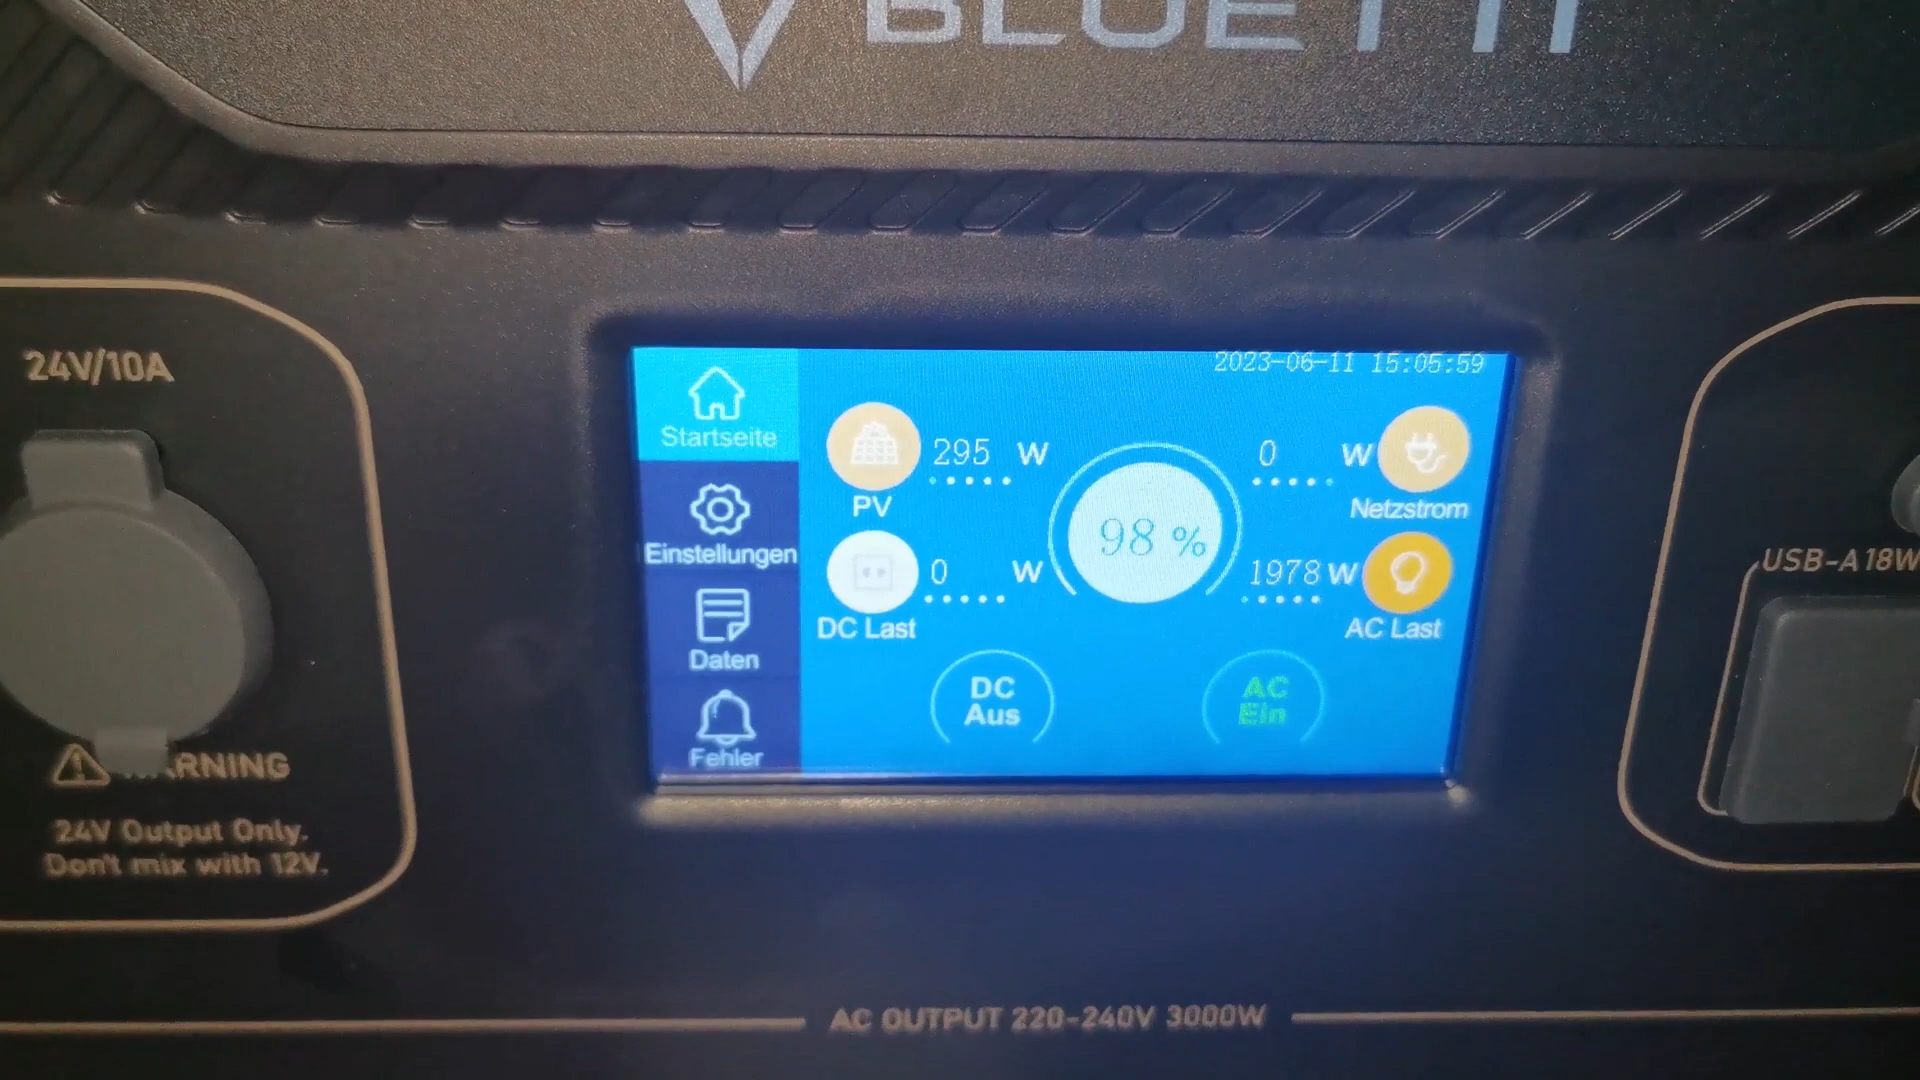 BLUETTI
24V/10A
WARNING
24V Output Only.
Don't mix with 12V.
2023-06-11 15:05:59
Startseite
Einstellungen
Daten
Fehler
295 W
PV
0 W
Netzstrom
98 %
0 W
DC Last
1978 W
AC Last
DC
Aus
AC
Ein
USB-A 18W
AC OUTPUT 220-240V 3000W